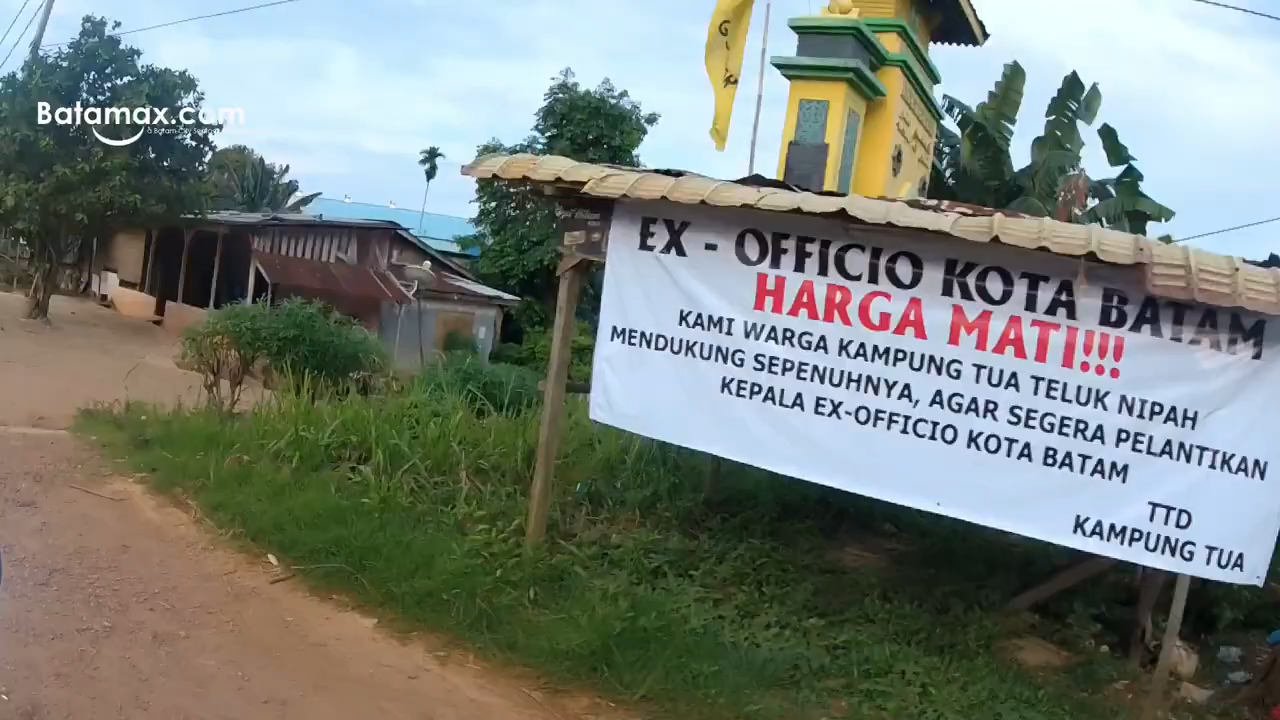 Batamax.com
EX - OFFICIO KOTA BATAM
HARGA MATI!!!
KAMI WARGA KAMPUNG TUA TELUK NIPAH
MENDUKUNG SEPENUHNYA, AGAR SEGERA PELANTIKAN
KEPALA EX-OFFICIO KOTA BATAM
TTD
KAMPUNG TUA